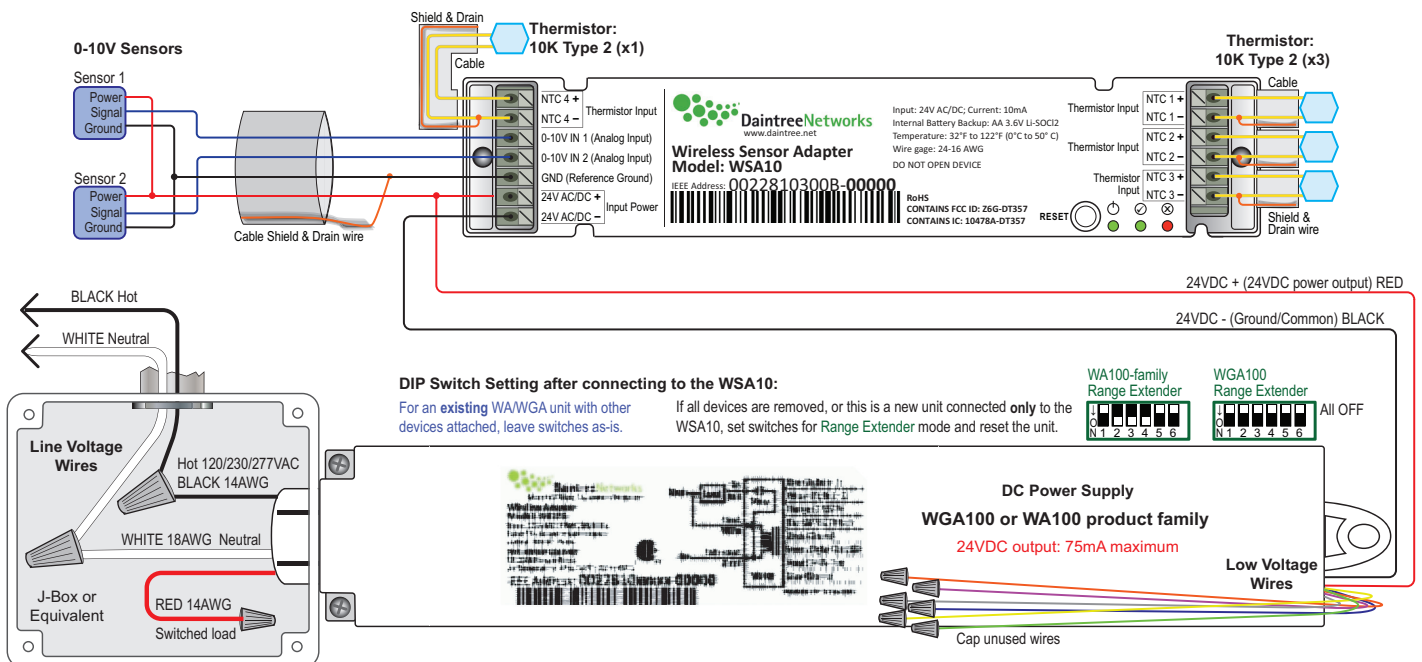 0-10V Sensors
Sensor 1
Power
Signal
Ground
Sensor 2
Power
Signal
Ground
Cable Shield & Drain wire
Shield & Drain
Cable
Thermistor:
10K Type 2 (x1)
NTC 4 +
NTC 4 –
Thermistor Input
0-10V IN 1 (Analog Input)
0-10V IN 2 (Analog Input)
GND (Reference Ground)
24V AC/DC +
24V AC/DC –
Input Power
DaintreeNetworks
www.daintree.net
Wireless Sensor Adapter
Model: WSA10
IEEE Address: 0022810300B-00000
Input: 24V AC/DC; Current: 10mA
Internal Battery Backup: AA 3.6V Li-SOCl2
Temperature: 32°F to 122°F (0°C to 50° C)
Wire gage: 24-16 AWG
DO NOT OPEN DEVICE
RoHS
CONTAINS FCC ID: Z6G-DT357
CONTAINS IC: 10478A-DT357
RESET
Thermistor:
10K Type 2 (x3)
Cable
Thermistor Input
NTC 1 +
NTC 1 –
Thermistor Input
NTC 2 +
NTC 2 –
Thermistor
Input
NTC 3 +
NTC 3 –
Shield &
Drain wire
24VDC + (24VDC power output) RED
24VDC - (Ground/Common) BLACK
BLACK Hot
WHITE Neutral
Line Voltage
Wires
Hot 120/230/277VAC
BLACK 14AWG
WHITE 18AWG Neutral
RED 14AWG
Switched load
J-Box or
Equivalent
DIP Switch Setting after connecting to the WSA10:
For an existing WA/WGA unit with other
devices attached, leave switches as-is.
If all devices are removed, or this is a new unit connected only to the
WSA10, set switches for Range Extender mode and reset the unit.
WA100-family
Range Extender
↓ON 1 2 3 4 5 6
WGA100
Range Extender
↓ON 1 2 3 4 5 6
All OFF
DC Power Supply
WGA100 or WA100 product family
24VDC output: 75mA maximum
Low Voltage
Wires
Cap unused wires